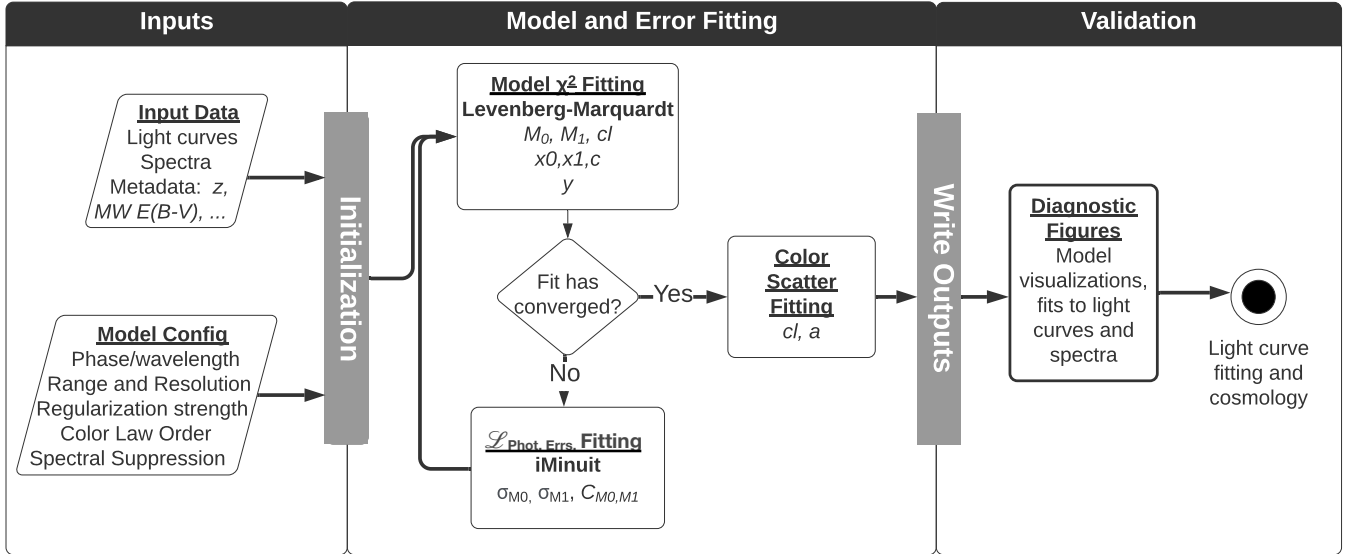 Inputs
Model and Error Fitting
Validation
Input Data
Light curves
Spectra
Metadata: z,
MW E(B-V), ...
Model Config
Phase/wavelength
Range and Resolution
Regularization strength
Color Law Order
Spectral Suppression
Initialization
Model χ² Fitting
Levenberg-Marquardt
M₀, M₁, cl
x0,x1,c
y
Fit has
converged?
Yes
No
ℒ Phot. Errs. Fitting
iMinuit
σM0, σM1, CM0,M1
Color
Scatter
Fitting
cl, a
Write Outputs
Diagnostic
Figures
Model
visualizations,
fits to light
curves and
spectra
Light curve
fitting and
cosmology